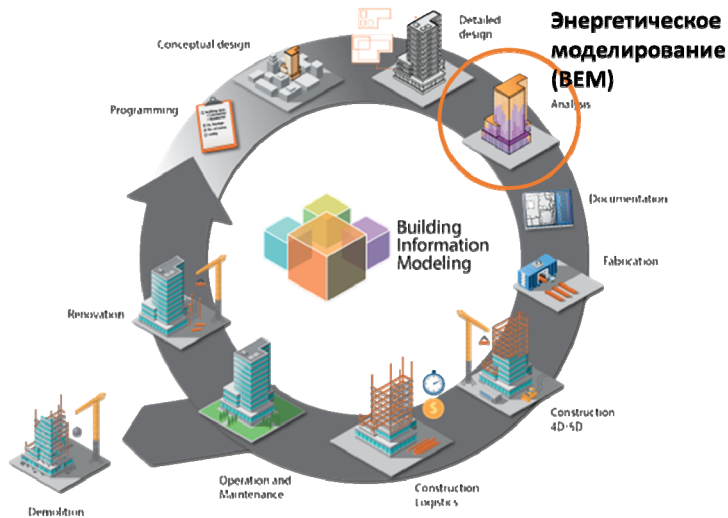 Энергетическое
моделирование
(BEM)
Detailed
design
Conceptual design
Programming
Analysis
Documentation
Fabrication
Building
Information
Modeling
Renovation
Construction
4D-5D
Construction
Logistics
Operation and
Maintenance
Demolition